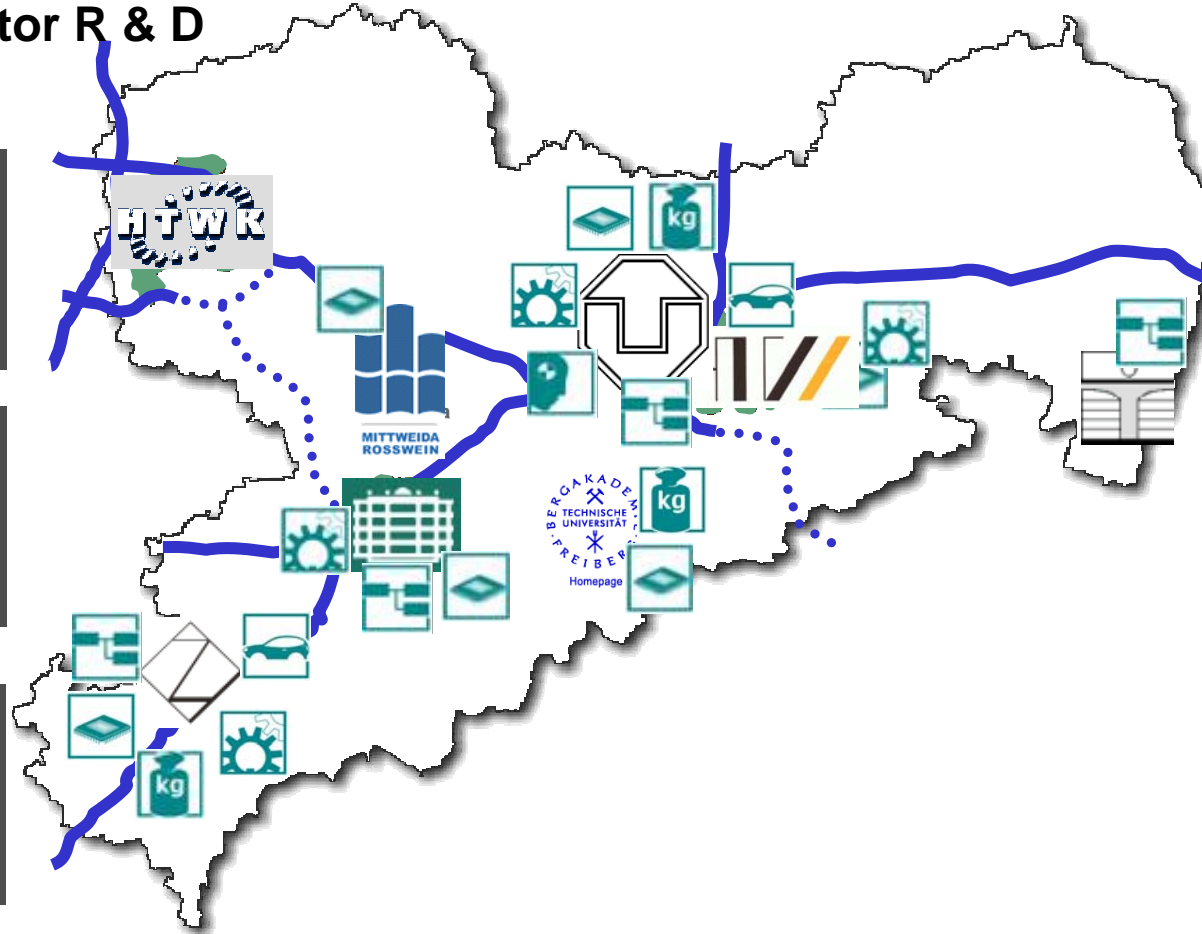 tor R & D
HTWK
kg
MITTWEIDA
ROSSWEIN
BERGAKADEMIE
TECHNISCHE
UNIVERSITÄT
FREIBERG
Homepage
kg
kg